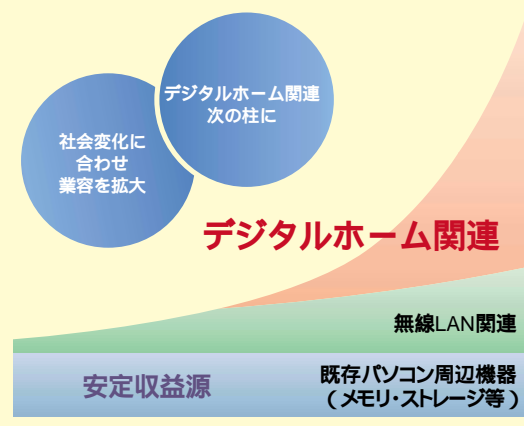 デジタルホーム関連
次の柱に
社会変化に
合わせ
業容を拡大
デジタルホーム関連
無線LAN関連
安定収益源
既存パソコン周辺機器
（メモリ・ストレージ等）